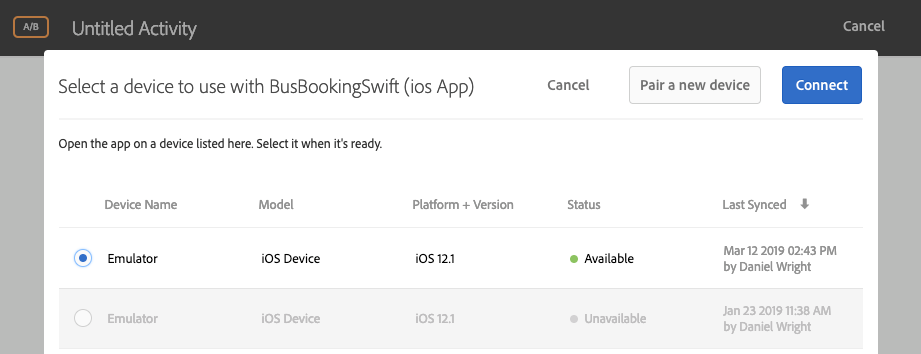 A/B Untitled Activity Cancel
Select a device to use with BusBookingSwift (ios App) Cancel Pair a new device Connect
Open the app on a device listed here. Select it when it's ready.
Device Name Model Platform + Version Status Last Synced
Emulator iOS Device iOS 12.1 Available Mar 12 2019 02:43 PM
by Daniel Wright
Emulator iOS Device iOS 12.1 Unavailable Jan 23 2019 11:38 AM
by Daniel Wright